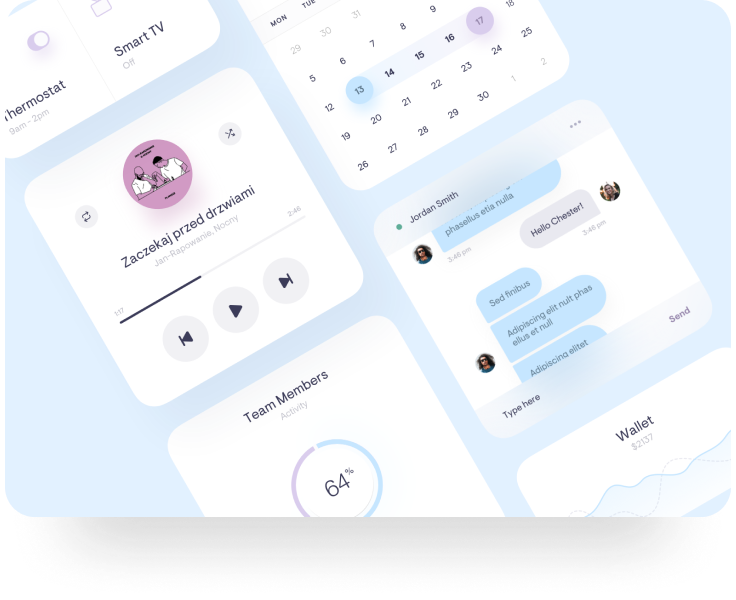 Smart TV
Off
Thermostat
9am - 2pm
MON TUE
29 30 31
5 6 7 8 9
12 13 14 15 16 17 18
19 20 21 22 23 24 25
26 27 28 29 30 1 2
Zaczekaj przed drzwiami
Jan-Rapowanie, Nocny
1:17
2:46
Jordan Smith
phasellus etia nulla
3:46 pm
Hello Chester!
3:46 pm
Sed finibus
Adipiscing elit nult phas
ellus et null
Adipiscing elitet
Type here
Send
Team Members
Activity
64%
Wallet
$2137